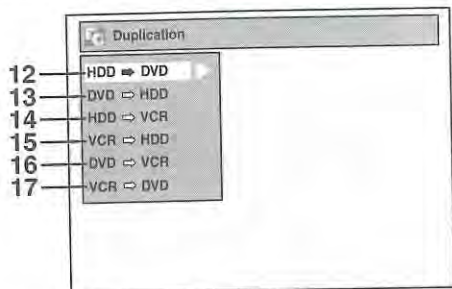 Duplication
12 HDD ➡ DVD
13 DVD ⇨ HDD
14 HDD ⇨ VCR
15 VCR ⇨ HDD
16 DVD ⇨ VCR
17 VCR ⇨ DVD